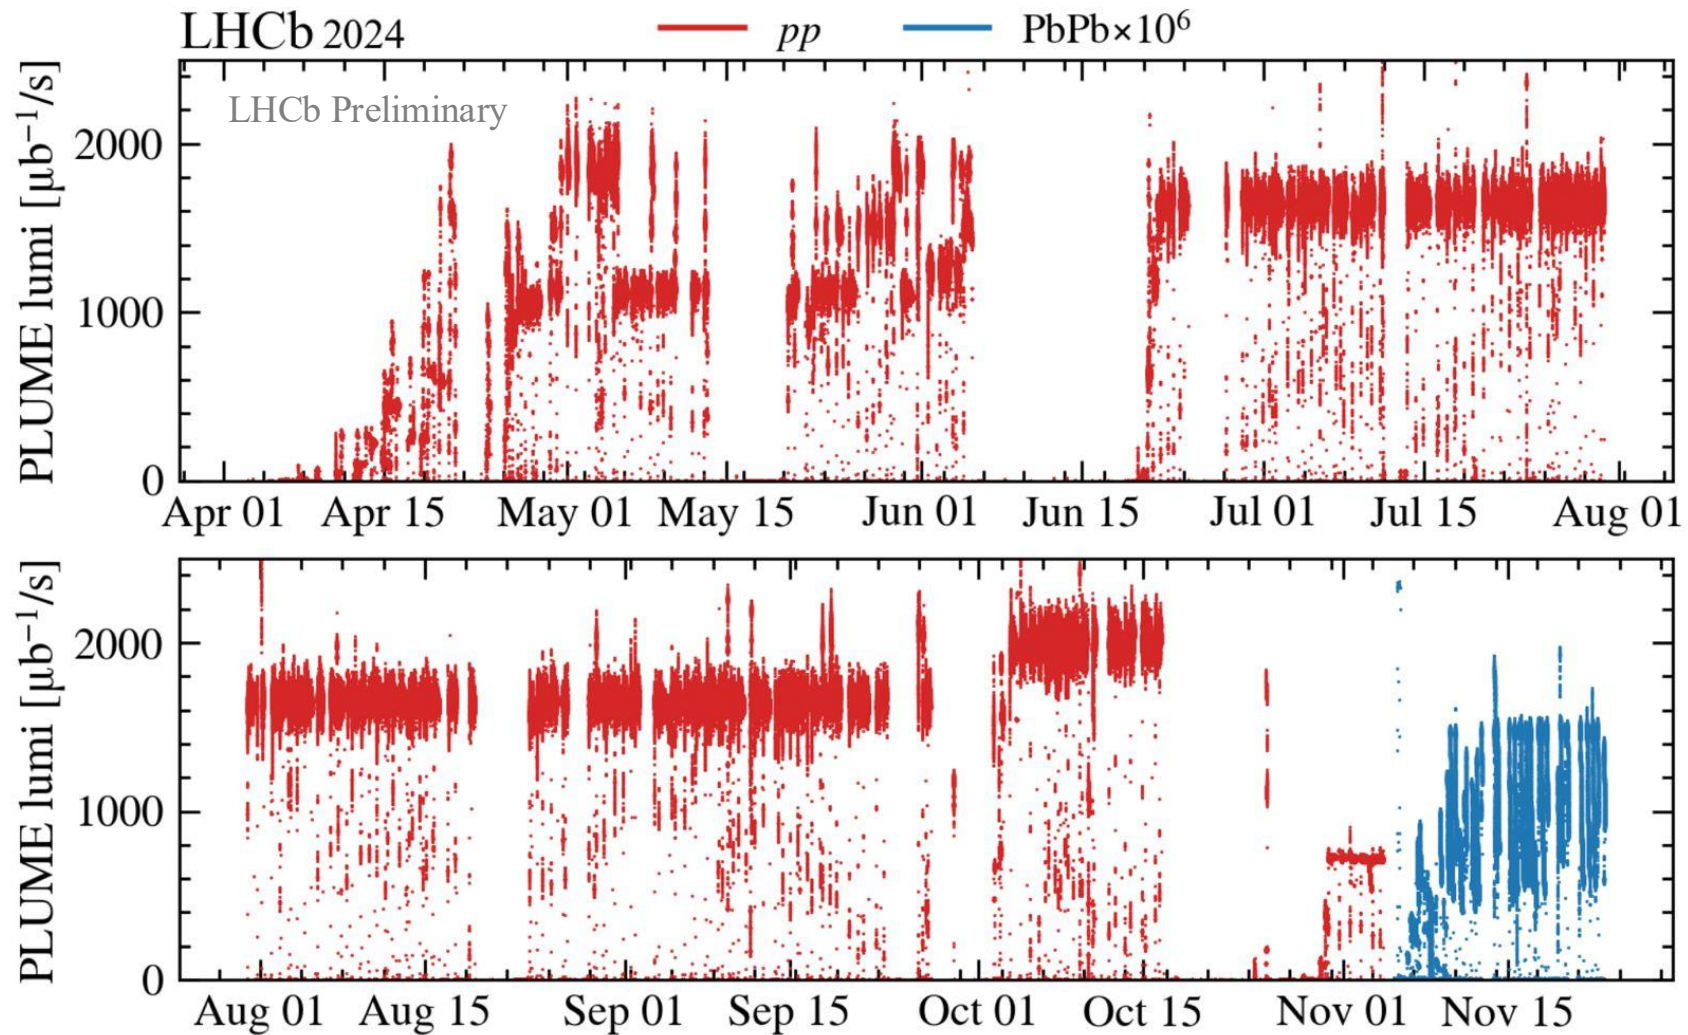 LHCb 2024 pp PbPb×10⁶
LHCb Preliminary
PLUME lumi [μb⁻¹/s]
2000
1000
0
Apr 01 Apr 15 May 01 May 15 Jun 01 Jun 15 Jul 01 Jul 15 Aug 01
PLUME lumi [μb⁻¹/s]
2000
1000
0
Aug 01 Aug 15 Sep 01 Sep 15 Oct 01 Oct 15 Nov 01 Nov 15